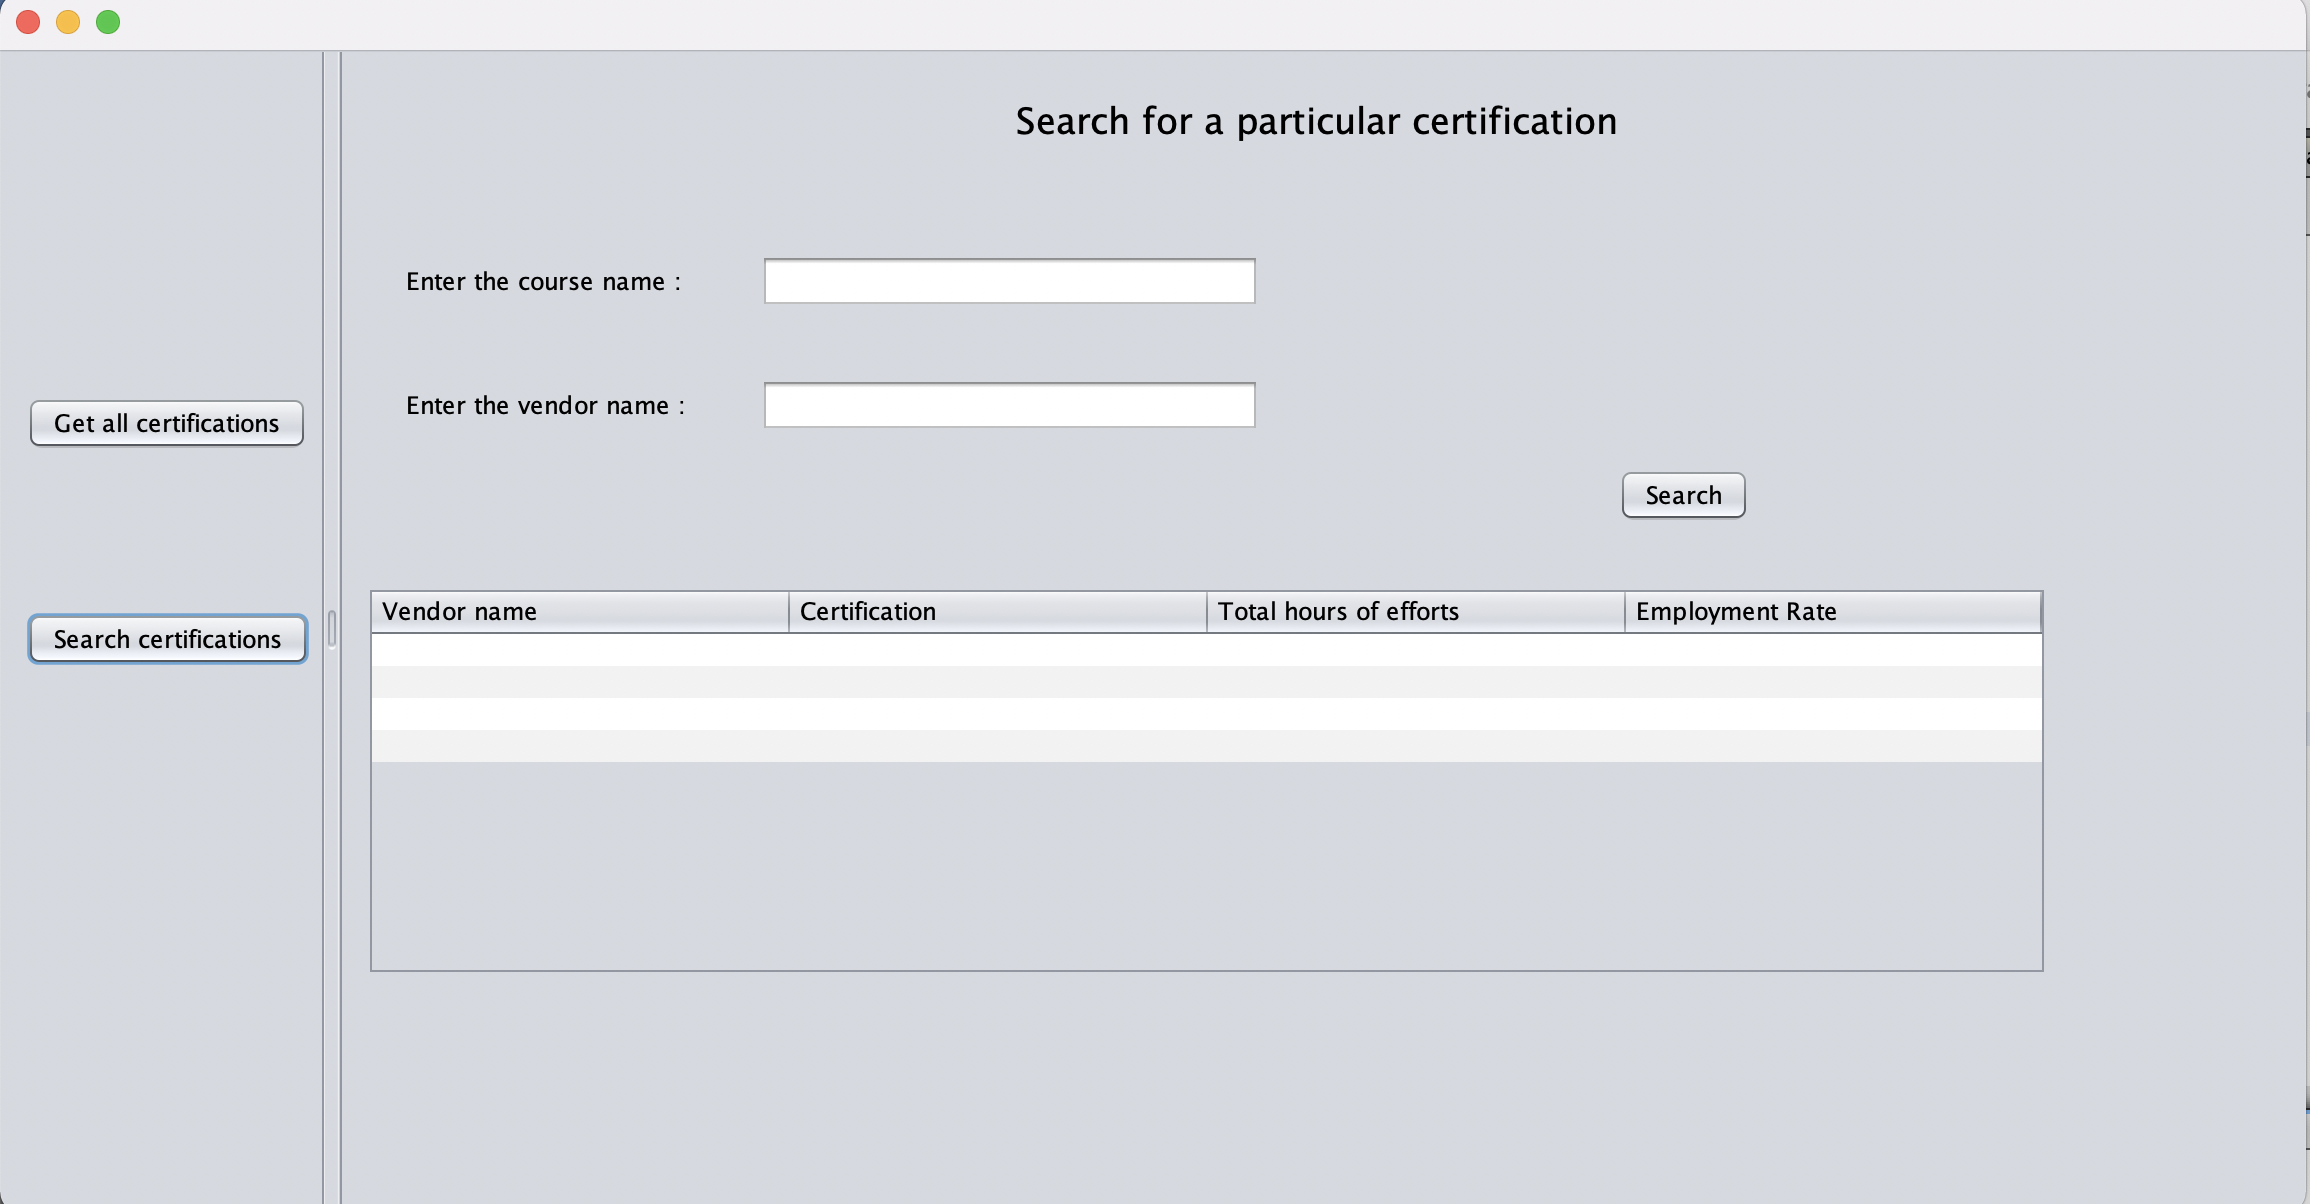 Search for a particular certification
Enter the course name :
Enter the vendor name :
Get all certifications
Search
Vendor name Certification Total hours of efforts Employment Rate
Search certifications